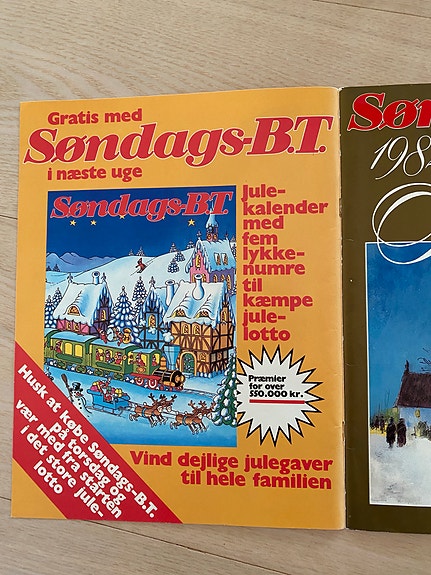 Gratis med
Søndags-B.T.
i næste uge
Søndags-B.T.
Jule-
kalender
med
fem
lykke-
numre
til
kæmpe
jule-
lotto
Præmier
for over
550.000 kr.
Husk at købe Søndags-B.T.
på torsdag og
vær med fra starten
i det store jule-
lotto
Vind dejlige julegaver
til hele familien